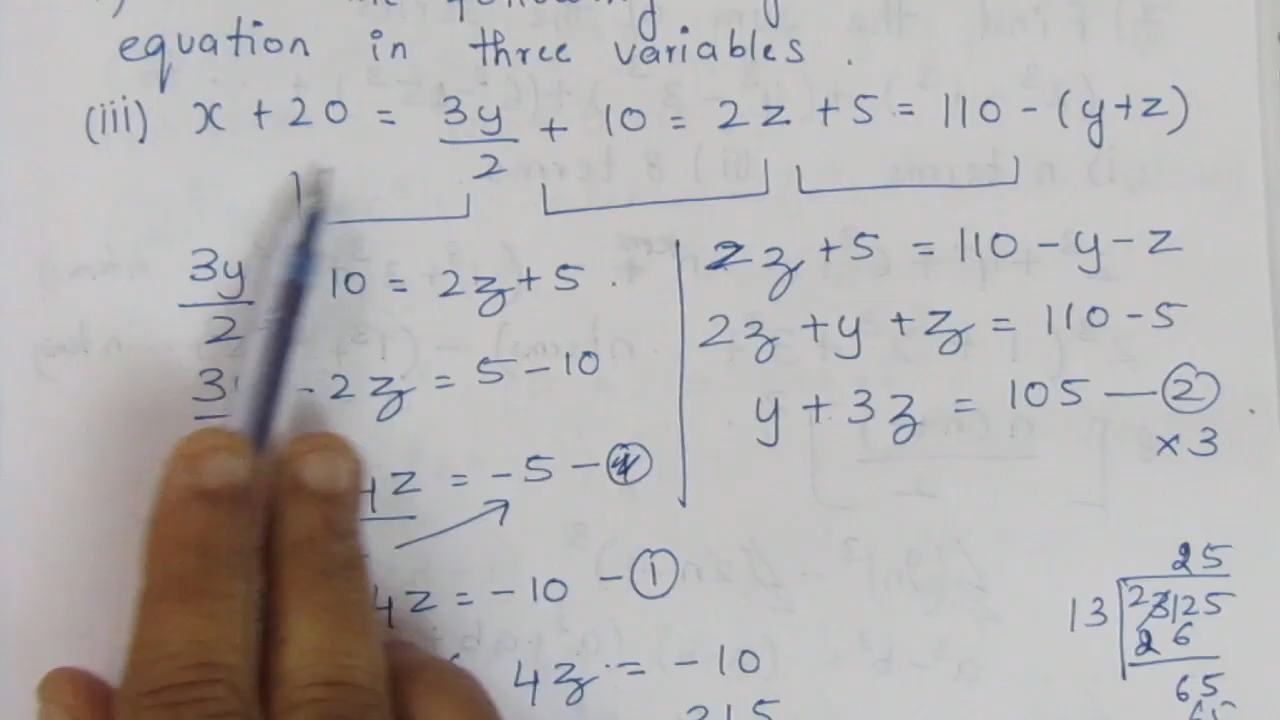 equation in three variables.
(iii) x + 20 = 3y/2 + 10 = 2z + 5 = 110 - (y+z)
3y/2 10 = 2z + 5
3 - 2z = 5 - 10
4z = -5 -
4z = -10 - ①
4z = -10
2z + 5 = 110 - y - z
2z + y + z = 110 - 5
y + 3z = 105 — ②
× 3
25
13
26
65